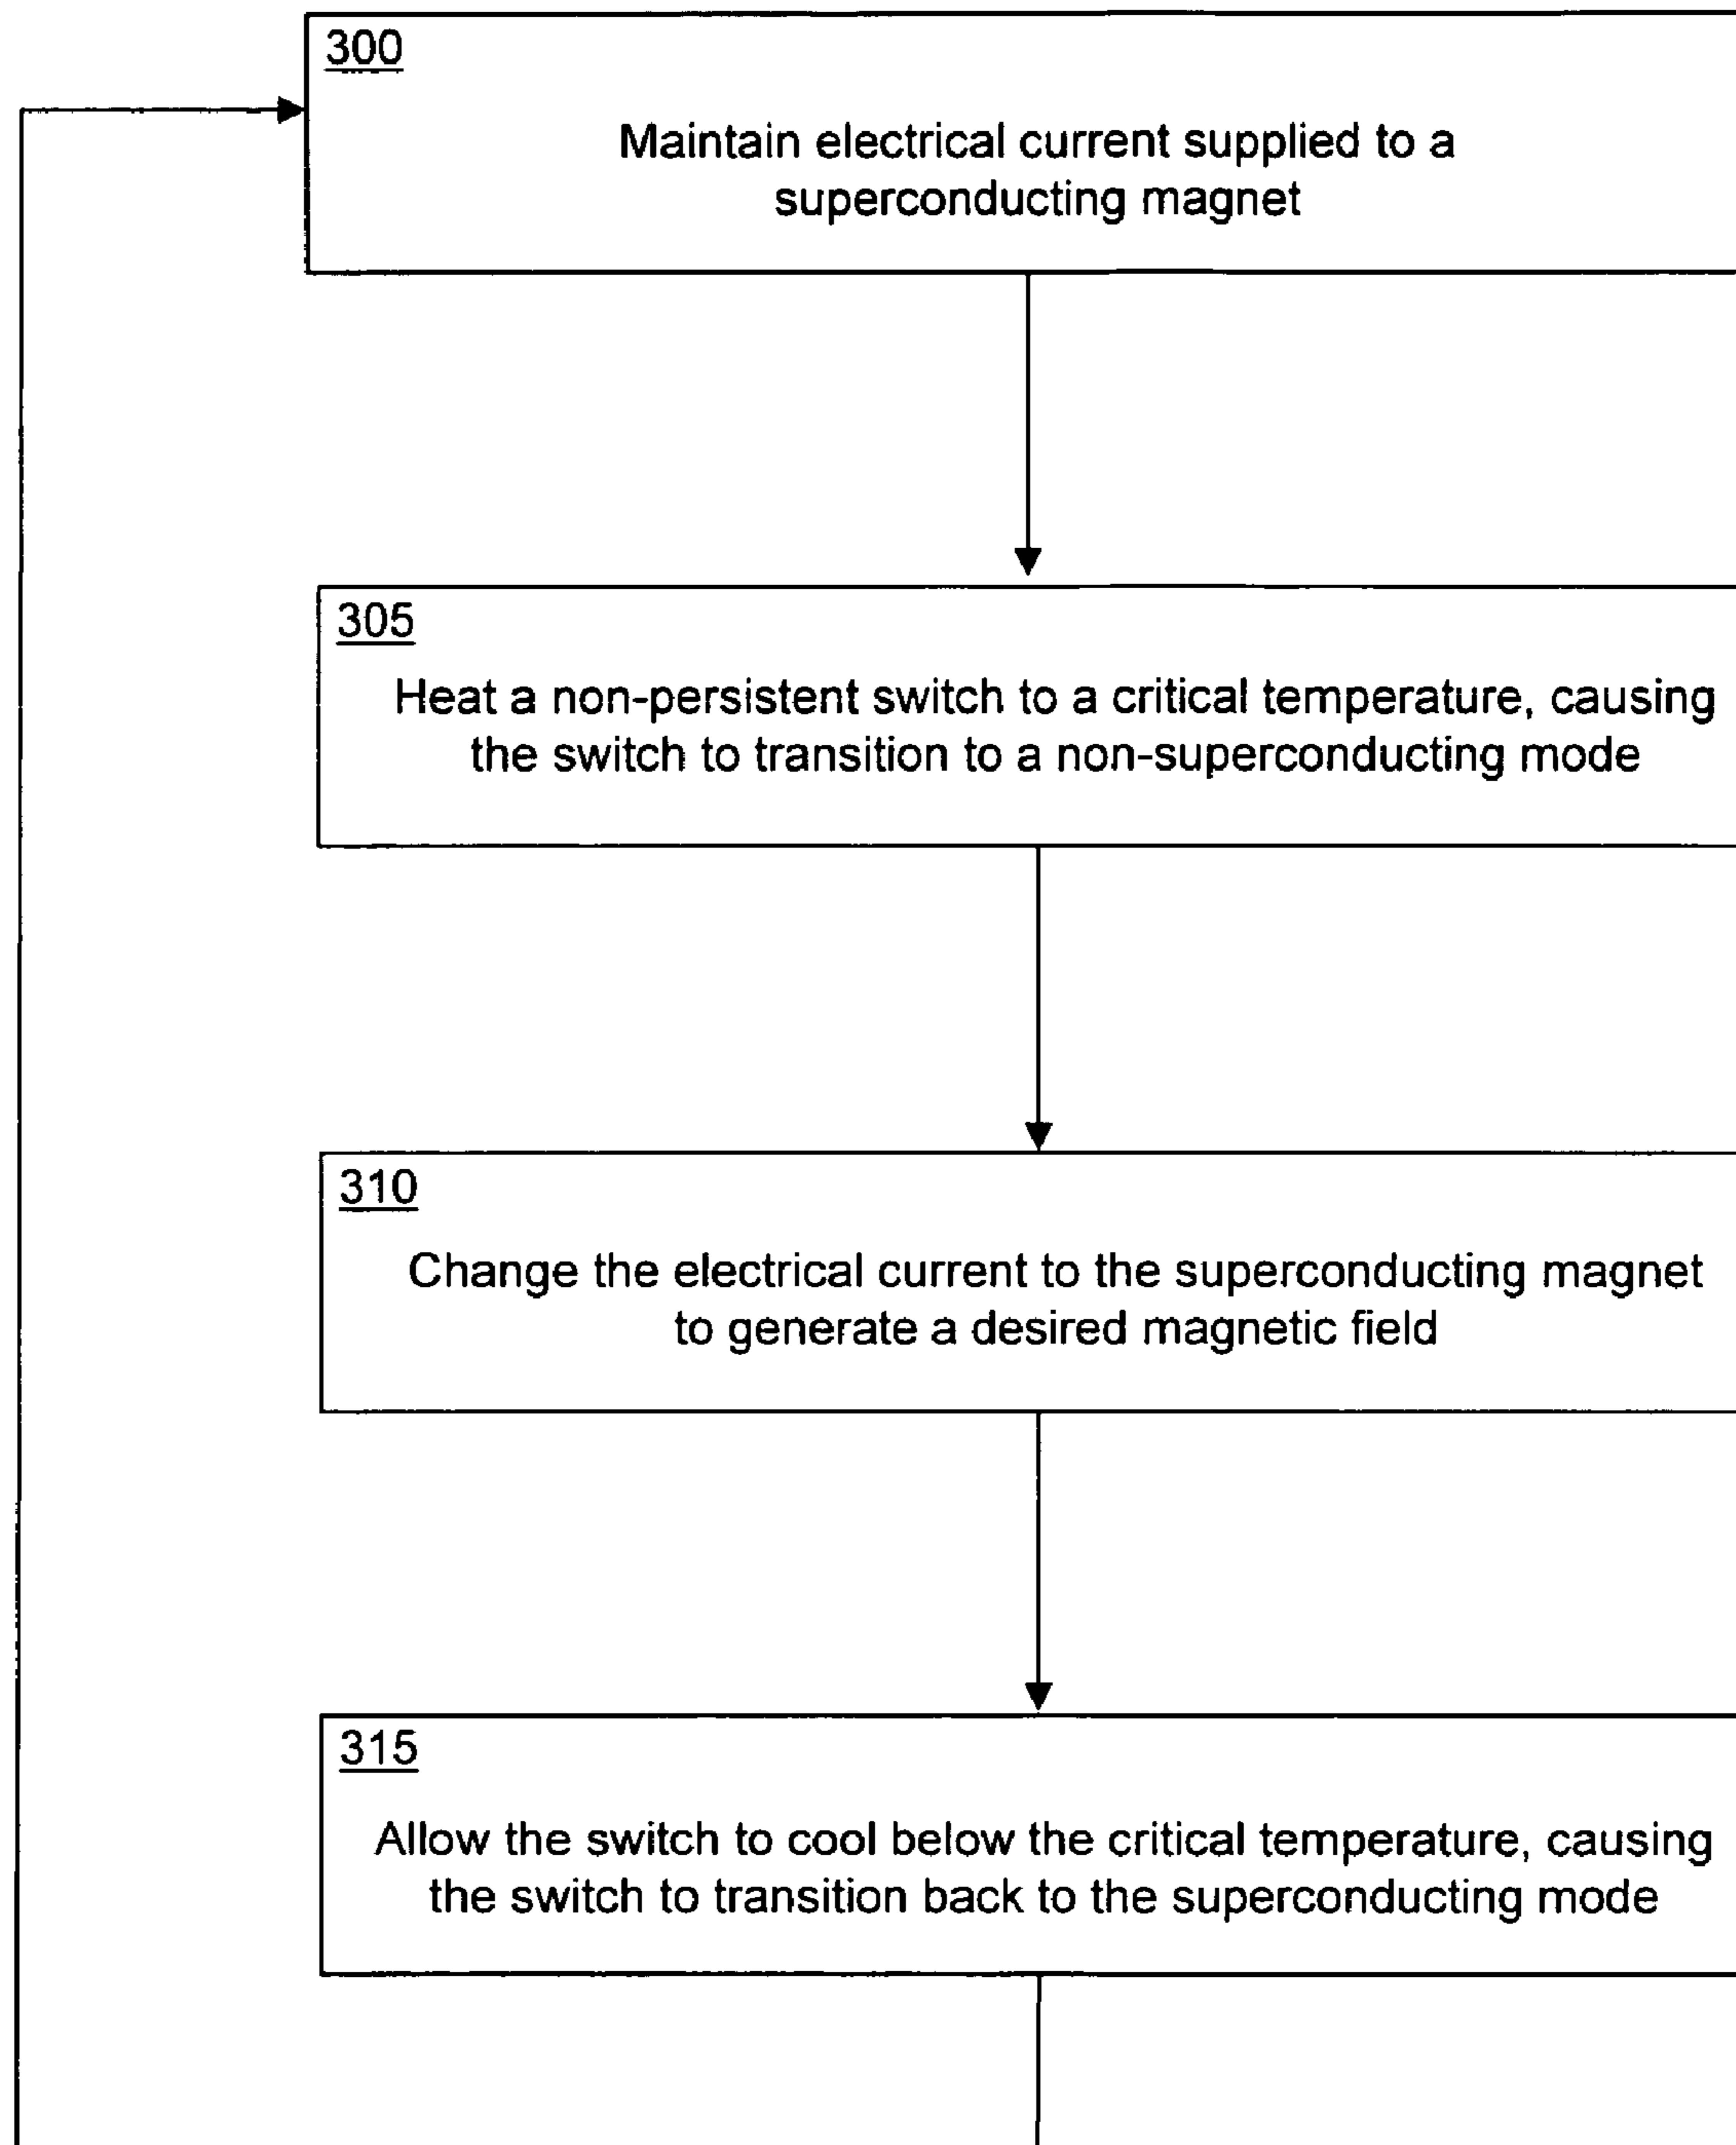 300
Maintain electrical current supplied to a
superconducting magnet
305
Heat a non-persistent switch to a critical temperature, causing
the switch to transition to a non-superconducting mode
310
Change the electrical current to the superconducting magnet
to generate a desired magnetic field
315
Allow the switch to cool below the critical temperature, causing
the switch to transition back to the superconducting mode